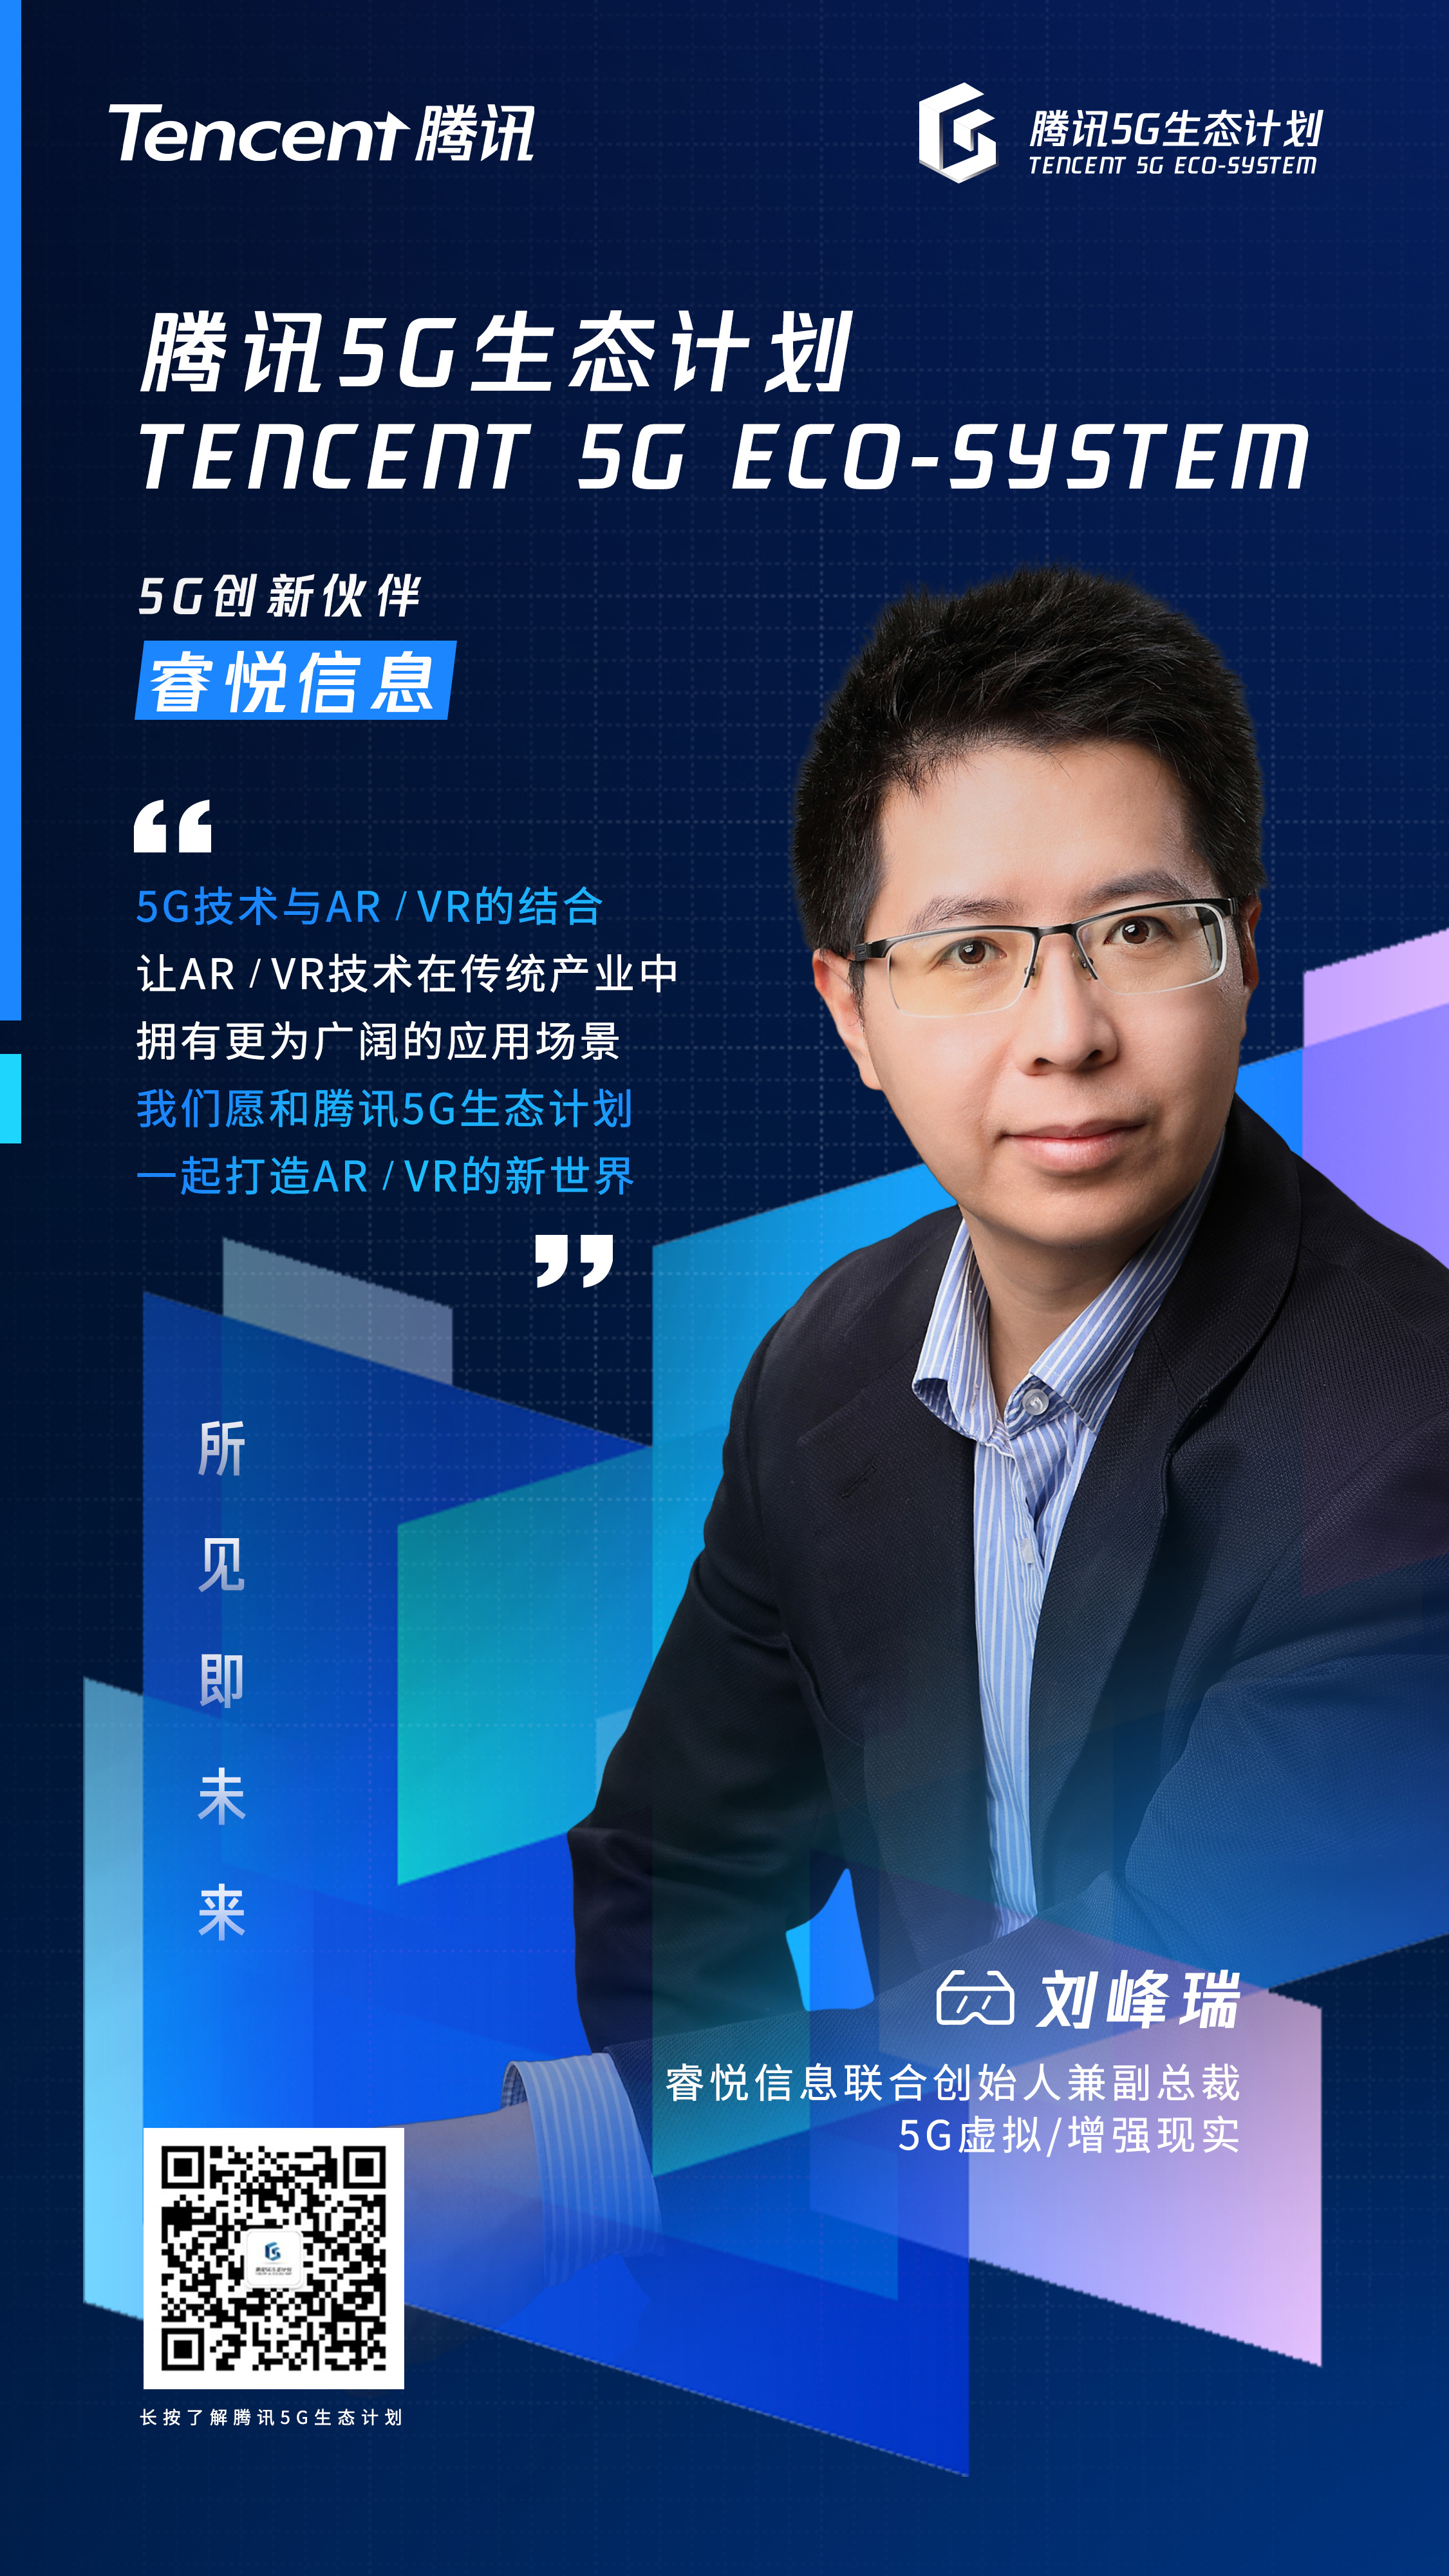 Tencent 腾讯
腾讯5G生态计划
TENCENT 5G ECO-SYSTEM
腾讯5G生态计划
TENCENT 5G ECO-SYSTEM
5G创新伙伴
睿悦信息
“
5G技术与AR / VR的结合
让AR / VR技术在传统产业中
拥有更为广阔的应用场景
我们愿和腾讯5G生态计划
一起打造AR / VR的新世界
”
所见即未来
刘峰瑞
睿悦信息联合创始人兼副总裁
5G虚拟/增强现实
长按了解腾讯5G生态计划